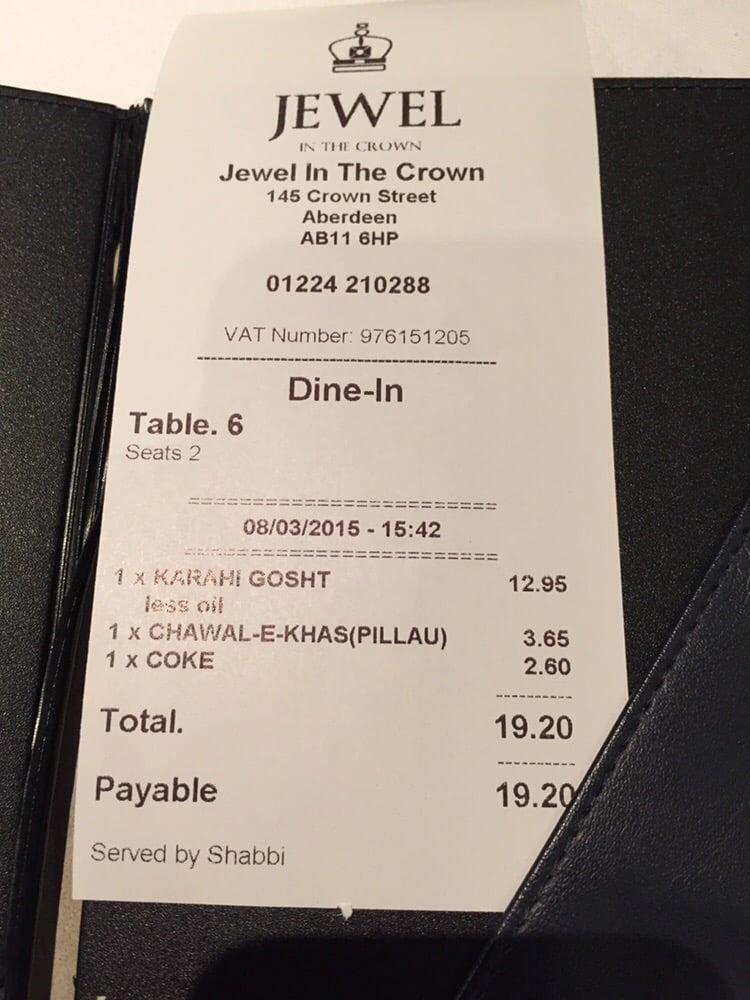 JEWEL
IN THE CROWN
Jewel In The Crown
145 Crown Street
Aberdeen
AB11 6HP
01224 210288
VAT Number: 976151205
Dine-In
Table. 6
Seats 2
08/03/2015 - 15:42
1 x KARAHI GOSHT 12.95
less oil
1 x CHAWAL-E-KHAS(PILLAU) 3.65
1 x COKE 2.60
Total. 19.20
Payable 19.20
Served by Shabbi